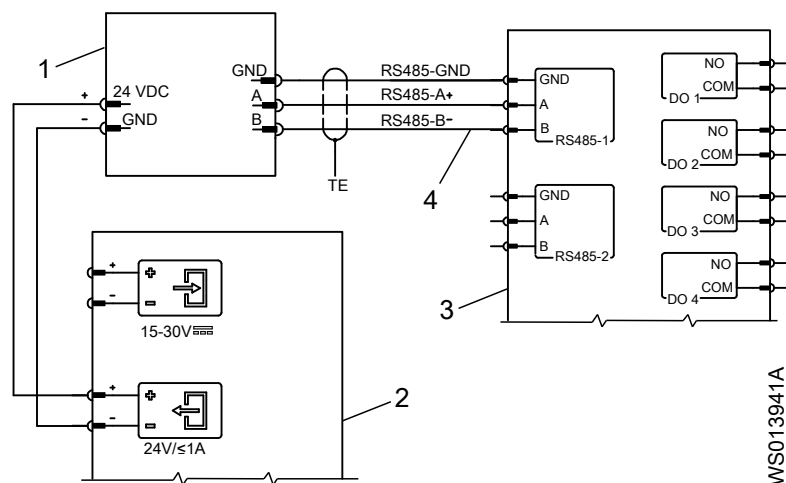 1
24 VDC
GND
+
-
GND
A
B
RS485-GND
RS485-A+
RS485-B-
TE
4
GND
A
B
RS485-1
GND
A
B
RS485-2
3
NO
COM
DO 1
NO
COM
DO 2
NO
COM
DO 3
NO
COM
DO 4
+
-
+
-
15-30V
+
-
+
-
24V/≤1A
2
WS013941A